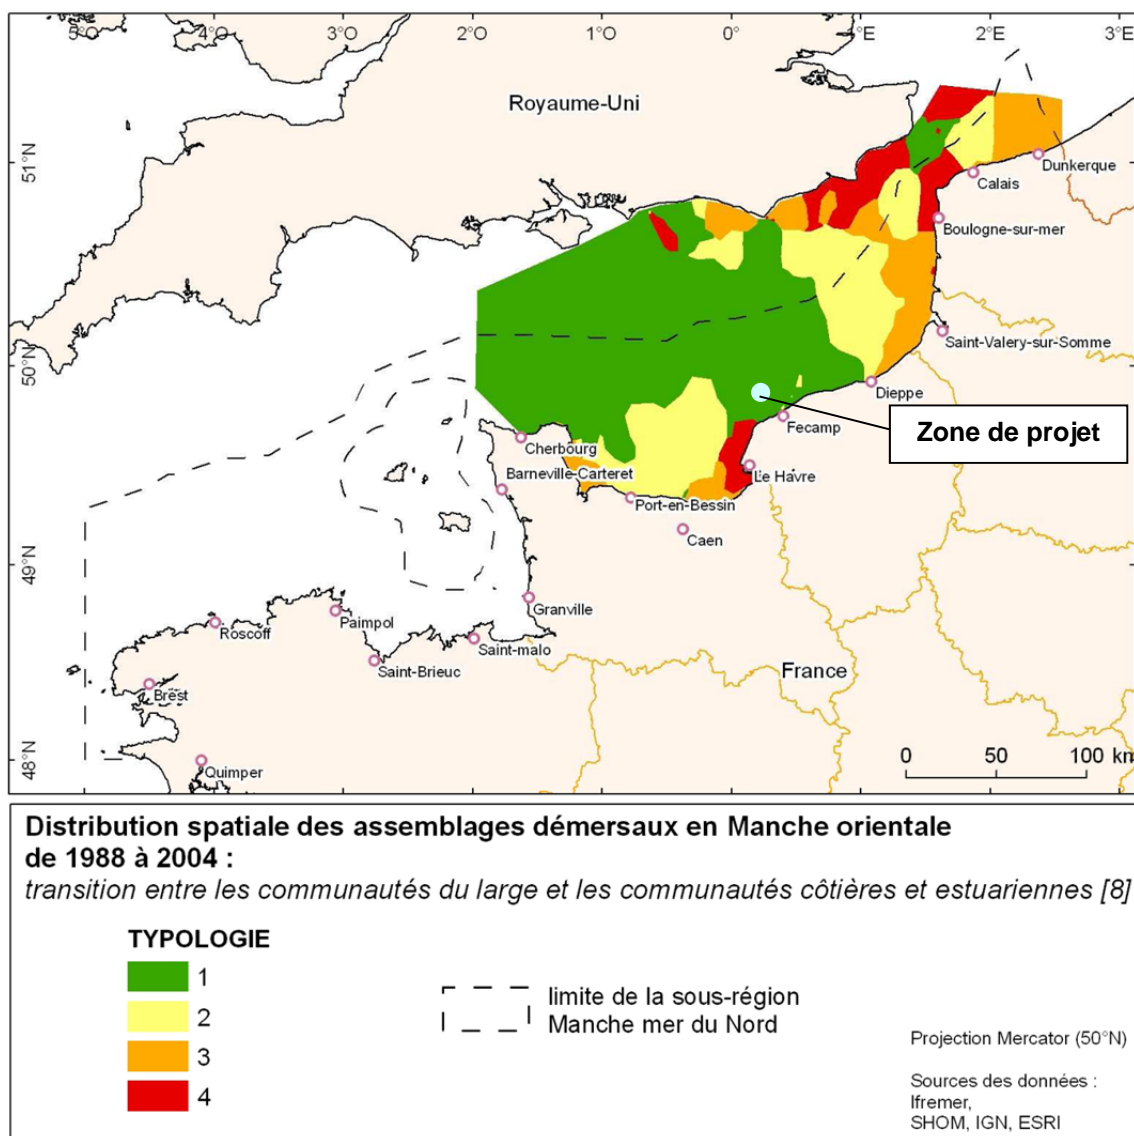 5°O 4°O 3°O 2°O 1°O 0° 1°E 2°E 3°E
Royaume-Uni
51°N
Dunkerque
Calais
Boulogne-sur-mer
Saint-Valery-sur-Somme
50°N
Dieppe
Zone de projet
Fecamp
Cherbourg
Barneville-Carteret
Le Havre
Port-en-Bessin
Caen
49°N
Granville
Paimpol
Roscoff
Saint-malo
Saint-Brieuc
France
Brest
48°N
Quimper
0 50 100 km
Distribution spatiale des assemblages démersaux en Manche orientale
de 1988 à 2004 :
transition entre les communautés du large et les communautés côtières et estuariennes [8]
TYPOLOGIE
1
2
3
4
limite de la sous-région
Manche mer du Nord
Projection Mercator (50°N)
Sources des données :
Ifremer,
SHOM, IGN, ESRI